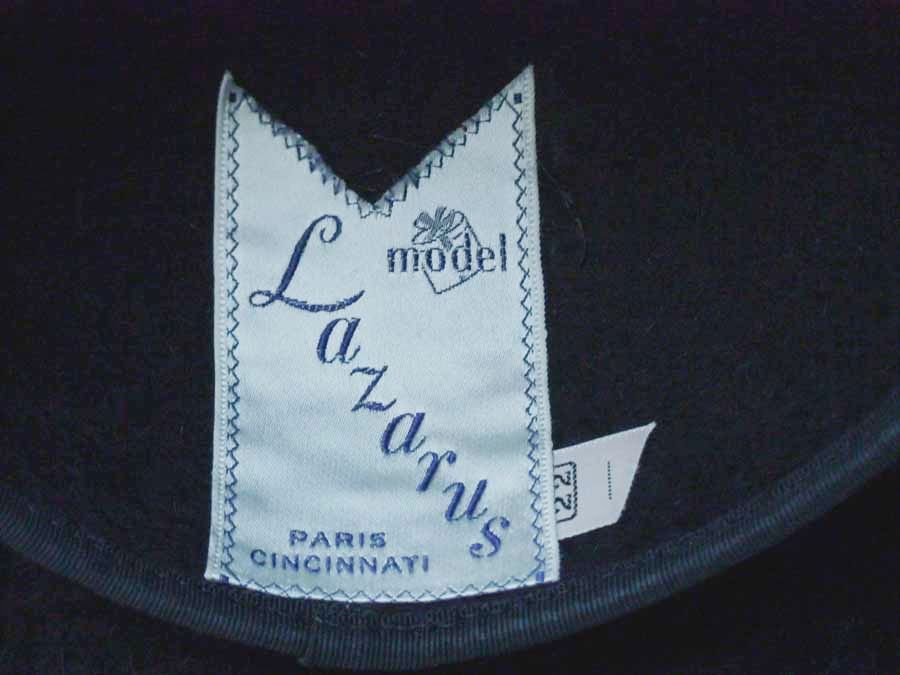 Lazarus
model
PARIS
CINCINNATI
22